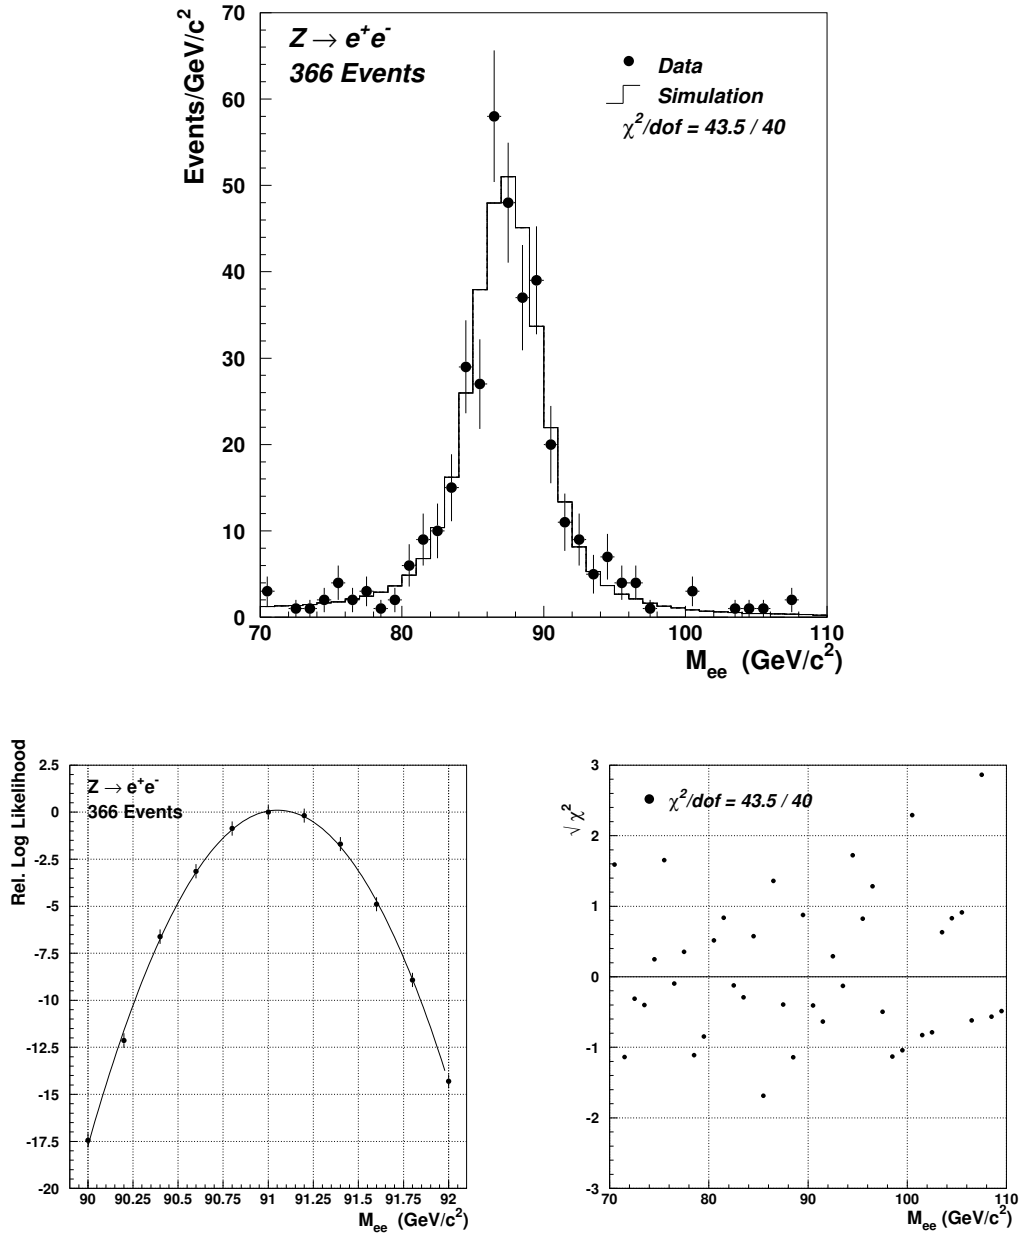 Z → e⁺e⁻
366 Events
Data
Simulation
χ²/dof = 43.5 / 40
Events/GeV/c²
70
60
50
40
30
20
10
0
70 80 90 100 110
M_ee (GeV/c²)
Rel. Log Likelihood
Z → e⁺e⁻
366 Events
2.5
0
-2.5
-5
-7.5
-10
-12.5
-15
-17.5
-20
90 90.25 90.5 90.75 91 91.25 91.5 91.75 92
M_ee (GeV/c²)
√χ²
χ²/dof = 43.5 / 40
3
2
1
0
-1
-2
-3
70 80 90 100 110
M_ee (GeV/c²)